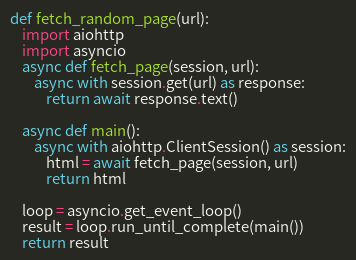 def fetch_random_page(url):
    import aiohttp
    import asyncio
    async def fetch_page(session, url):
        async with session.get(url) as response:
            return await response.text()

    async def main():
        async with aiohttp.ClientSession() as session:
            html = await fetch_page(session, url)
            return html

    loop = asyncio.get_event_loop()
    result = loop.run_until_complete(main())
    return result